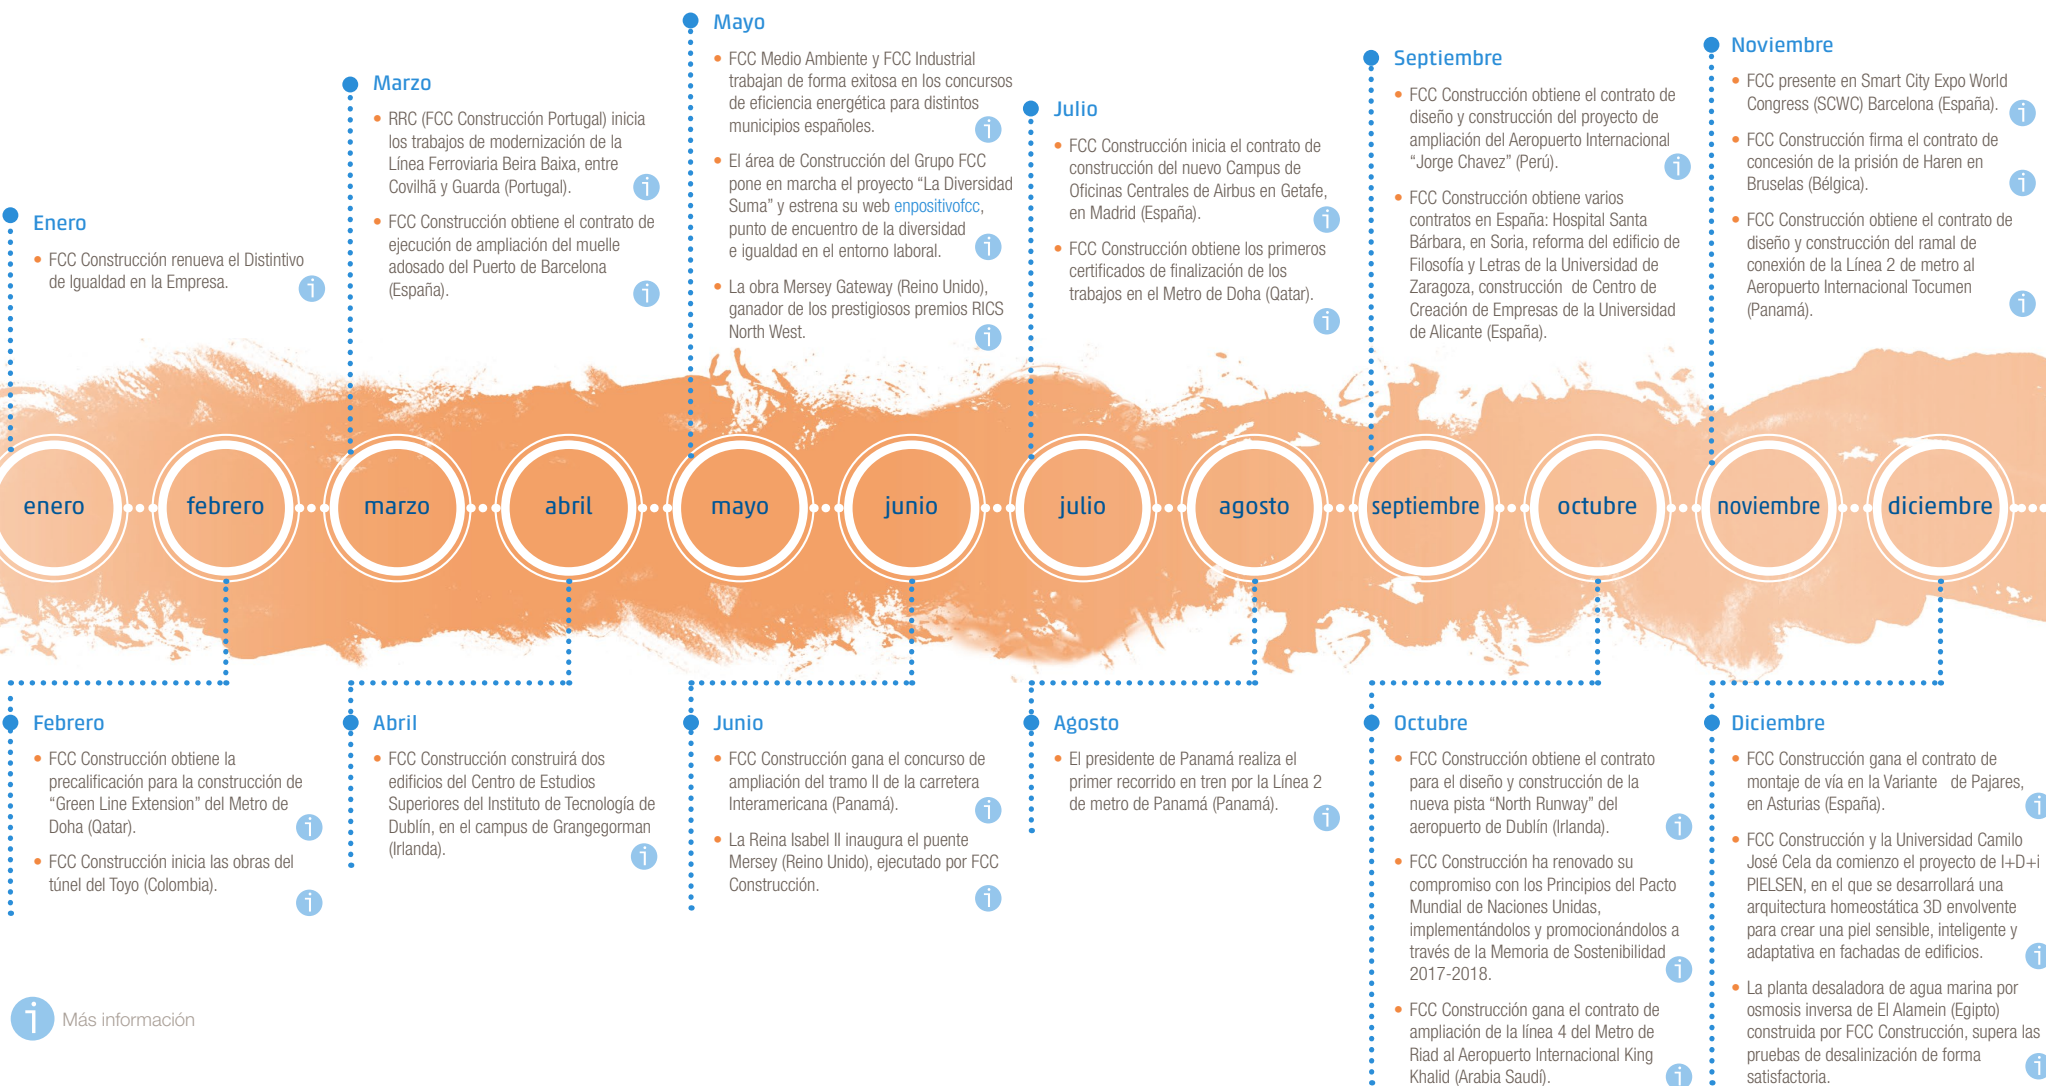 Enero
• FCC Construcción renueva el Distintivo
de Igualdad en la Empresa.
Marzo
• RRC (FCC Construcción Portugal) inicia
los trabajos de modernización de la
Línea Ferroviaria Beira Baixa, entre
Covilhã y Guarda (Portugal).
• FCC Construcción obtiene el contrato de
ejecución de ampliación del muelle
adosado del Puerto de Barcelona
(España).
Mayo
• FCC Medio Ambiente y FCC Industrial
trabajan de forma exitosa en los concursos
de eficiencia energética para distintos
municipios españoles.
• El área de Construcción del Grupo FCC
pone en marcha el proyecto “La Diversidad
Suma” y estrena su web enpositivofcc,
punto de encuentro de la diversidad
e igualdad en el entorno laboral.
• La obra Mersey Gateway (Reino Unido),
ganador de los prestigiosos premios RICS
North West.
Julio
• FCC Construcción inicia el contrato de
construcción del nuevo Campus de
Oficinas Centrales de Airbus en Getafe,
en Madrid (España).
• FCC Construcción obtiene los primeros
certificados de finalización de los
trabajos en el Metro de Doha (Qatar).
Septiembre
• FCC Construcción obtiene el contrato de
diseño y construcción del proyecto de
ampliación del Aeropuerto Internacional
“Jorge Chavez” (Perú).
• FCC Construcción obtiene varios
contratos en España: Hospital Santa
Bárbara, en Soria, reforma del edificio de
Filosofía y Letras de la Universidad de
Zaragoza, construcción de Centro de
Creación de Empresas de la Universidad
de Alicante (España).
Noviembre
• FCC presente en Smart City Expo World
Congress (SCWC) Barcelona (España).
• FCC Construcción firma el contrato de
concesión de la prisión de Haren en
Bruselas (Bélgica).
• FCC Construcción obtiene el contrato de
diseño y construcción del ramal de
conexión de la Línea 2 de metro al
Aeropuerto Internacional Tocumen
(Panamá).
enero
febrero
marzo
abril
mayo
junio
julio
agosto
septiembre
octubre
noviembre
diciembre
Febrero
• FCC Construcción obtiene la
precalificación para la construcción de
“Green Line Extension” del Metro de
Doha (Qatar).
• FCC Construcción inicia las obras del
túnel del Toyo (Colombia).
Abril
• FCC Construcción construirá dos
edificios del Centro de Estudios
Superiores del Instituto de Tecnología de
Dublín, en el campus de Grangegorman
(Irlanda).
Junio
• FCC Construcción gana el concurso de
ampliación del tramo II de la carretera
Interamericana (Panamá).
• La Reina Isabel II inaugura el puente
Mersey (Reino Unido), ejecutado por FCC
Construcción.
Agosto
• El presidente de Panamá realiza el
primer recorrido en tren por la Línea 2
de metro de Panamá (Panamá).
Octubre
• FCC Construcción obtiene el contrato
para el diseño y construcción de la
nueva pista “North Runway” del
aeropuerto de Dublín (Irlanda).
• FCC Construcción ha renovado su
compromiso con los Principios del Pacto
Mundial de Naciones Unidas,
implementándolos y promocionándolos a
través de la Memoria de Sostenibilidad
2017-2018.
• FCC Construcción gana el contrato de
ampliación de la línea 4 del Metro de
Riad al Aeropuerto Internacional King
Khalid (Arabia Saudí).
Diciembre
• FCC Construcción gana el contrato de
montaje de vía en la Variante de Pajares,
en Asturias (España).
• FCC Construcción y la Universidad Camilo
José Cela da comienzo el proyecto de I+D+i
PIELSEN, en el que se desarrollará una
arquitectura homeostática 3D envolvente
para crear una piel sensible, inteligente y
adaptativa en fachadas de edificios.
• La planta desaladora de agua marina por
osmosis inversa de El Alamein (Egipto)
construida por FCC Construcción, supera las
pruebas de desalinización de forma
satisfactoria.
i Más información